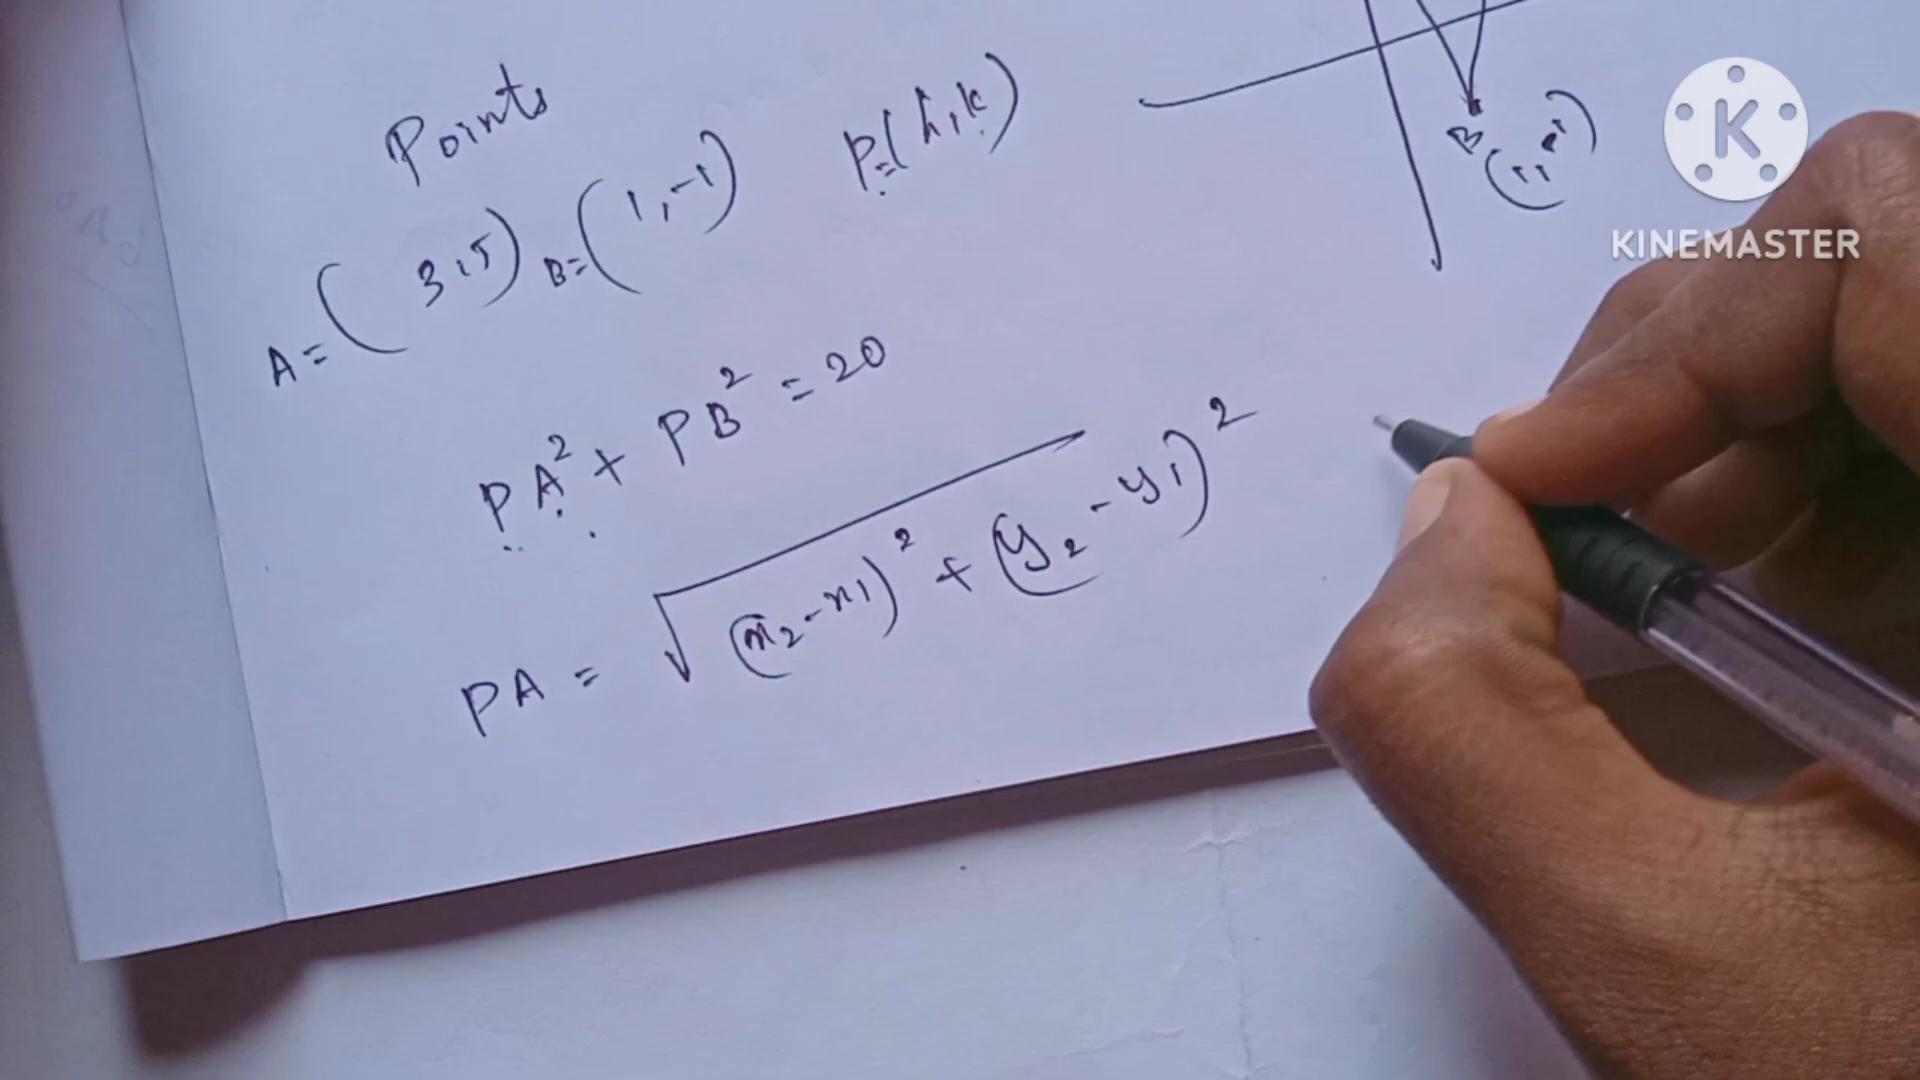 Points
A = (3,5) B = (1,-1) P = (h,k)
B
(1,-1)
PA² + PB² = 20
PA = √(x₂-x₁)² + (y₂-y₁)²
K
KINEMASTER